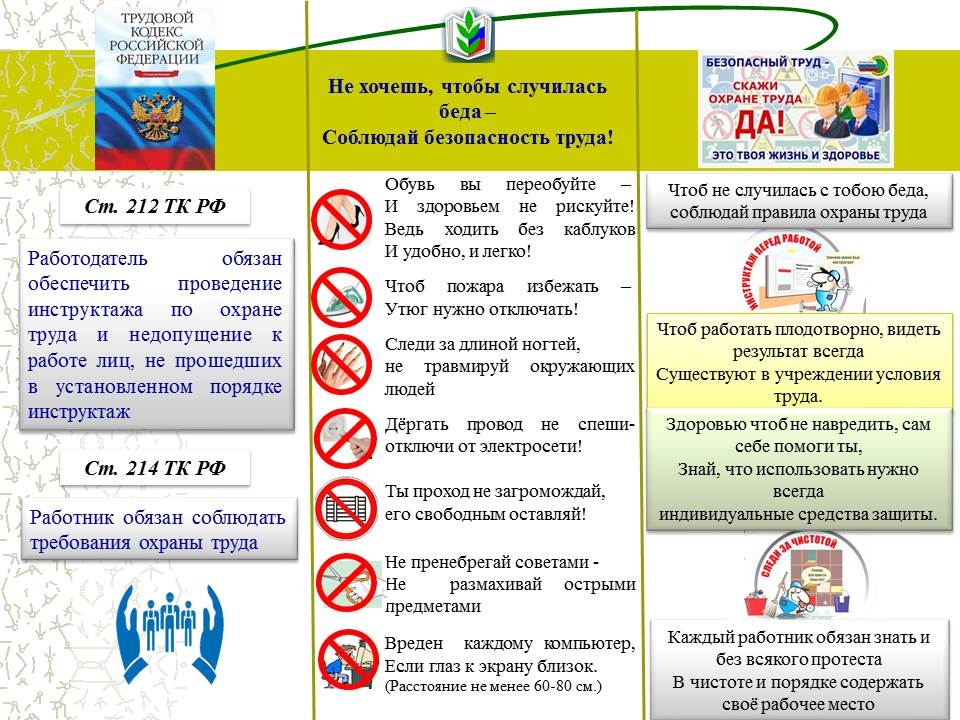 ТРУДОВОЙ
КОДЕКС
РОССИЙСКОЙ
ФЕДЕРАЦИИ
Ст. 212 ТК РФ
Работодатель обязан
обеспечить проведение
инструктажа по охране
труда и недопущение к
работе лиц, не прошедших
в установленном порядке
инструктаж
Ст. 214 ТК РФ
Работник обязан соблюдать
требования охраны труда
Не хочешь, чтобы случилась
беда –
Соблюдай безопасность труда!
Обувь вы переобуйте –
И здоровьем не рискуйте!
Ведь ходить без каблуков
И удобно, и легко!
Чтоб пожара избежать –
Утюг нужно отключать!
Следи за длиной ногтей,
не травмируй окружающих
людей
Дёргать провод не спеши-
отключи от электросети!
Ты проход не загромождай,
его свободным оставляй!
Не пренебрегай советами -
Не размахивай острыми
предметами
Вреден каждому компьютер,
Если глаз к экрану близок.
(Расстояние не менее 60-80 см.)
БЕЗОПАСНЫЙ ТРУД -
СКАЖИ
ОХРАНЕ ТРУДА
ДА!
ЭТО ТВОЯ ЖИЗНЬ И ЗДОРОВЬЕ
Чтоб не случилась с тобою беда,
соблюдай правила охраны труда
ИНСТРУКТАЖ ПЕРЕД РАБОТОЙ
Чтоб работать плодотворно, видеть
результат всегда
Существуют в учреждении условия
труда.
Здоровью чтоб не навредить, сам
себе помоги ты,
Знай, что использовать нужно
всегда
индивидуальные средства защиты.
СЛЕДИ ЗА ЧИСТОТОЙ
Каждый работник обязан знать и
без всякого протеста
В чистоте и порядке содержать
своё рабочее место